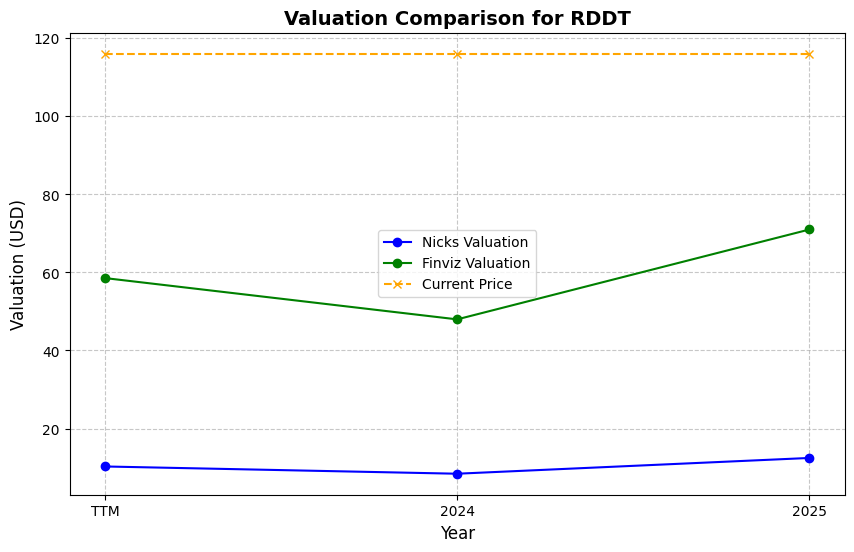 Valuation Comparison for RDDT
120
100
80
60
40
20
Valuation (USD)
Nicks Valuation
Finviz Valuation
Current Price
TTM
2024
2025
Year